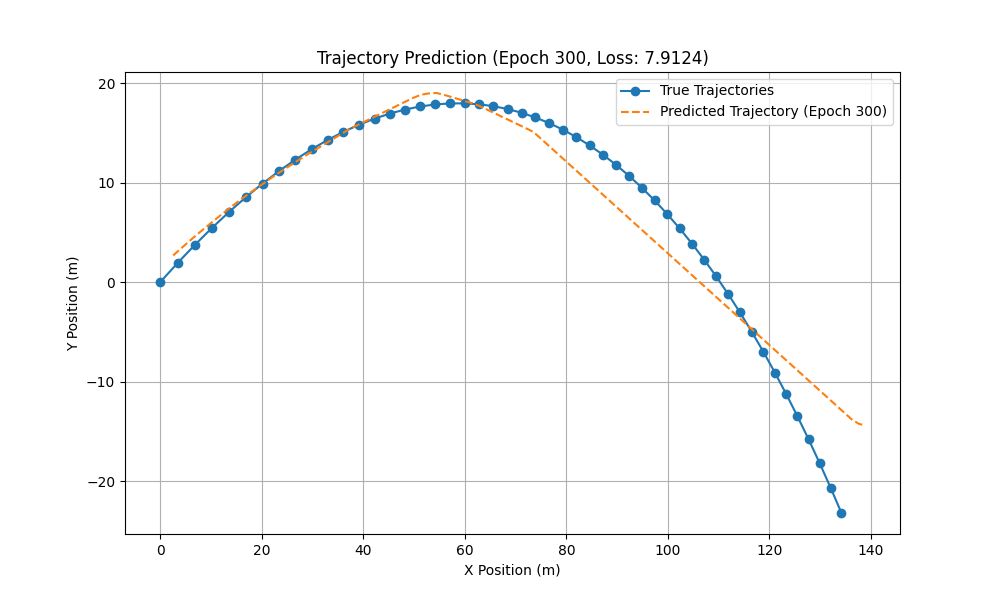 Trajectory Prediction (Epoch 300, Loss: 7.9124)
True Trajectories
Predicted Trajectory (Epoch 300)
20
10
0
−10
−20
Y Position (m)
0 20 40 60 80 100 120 140
X Position (m)